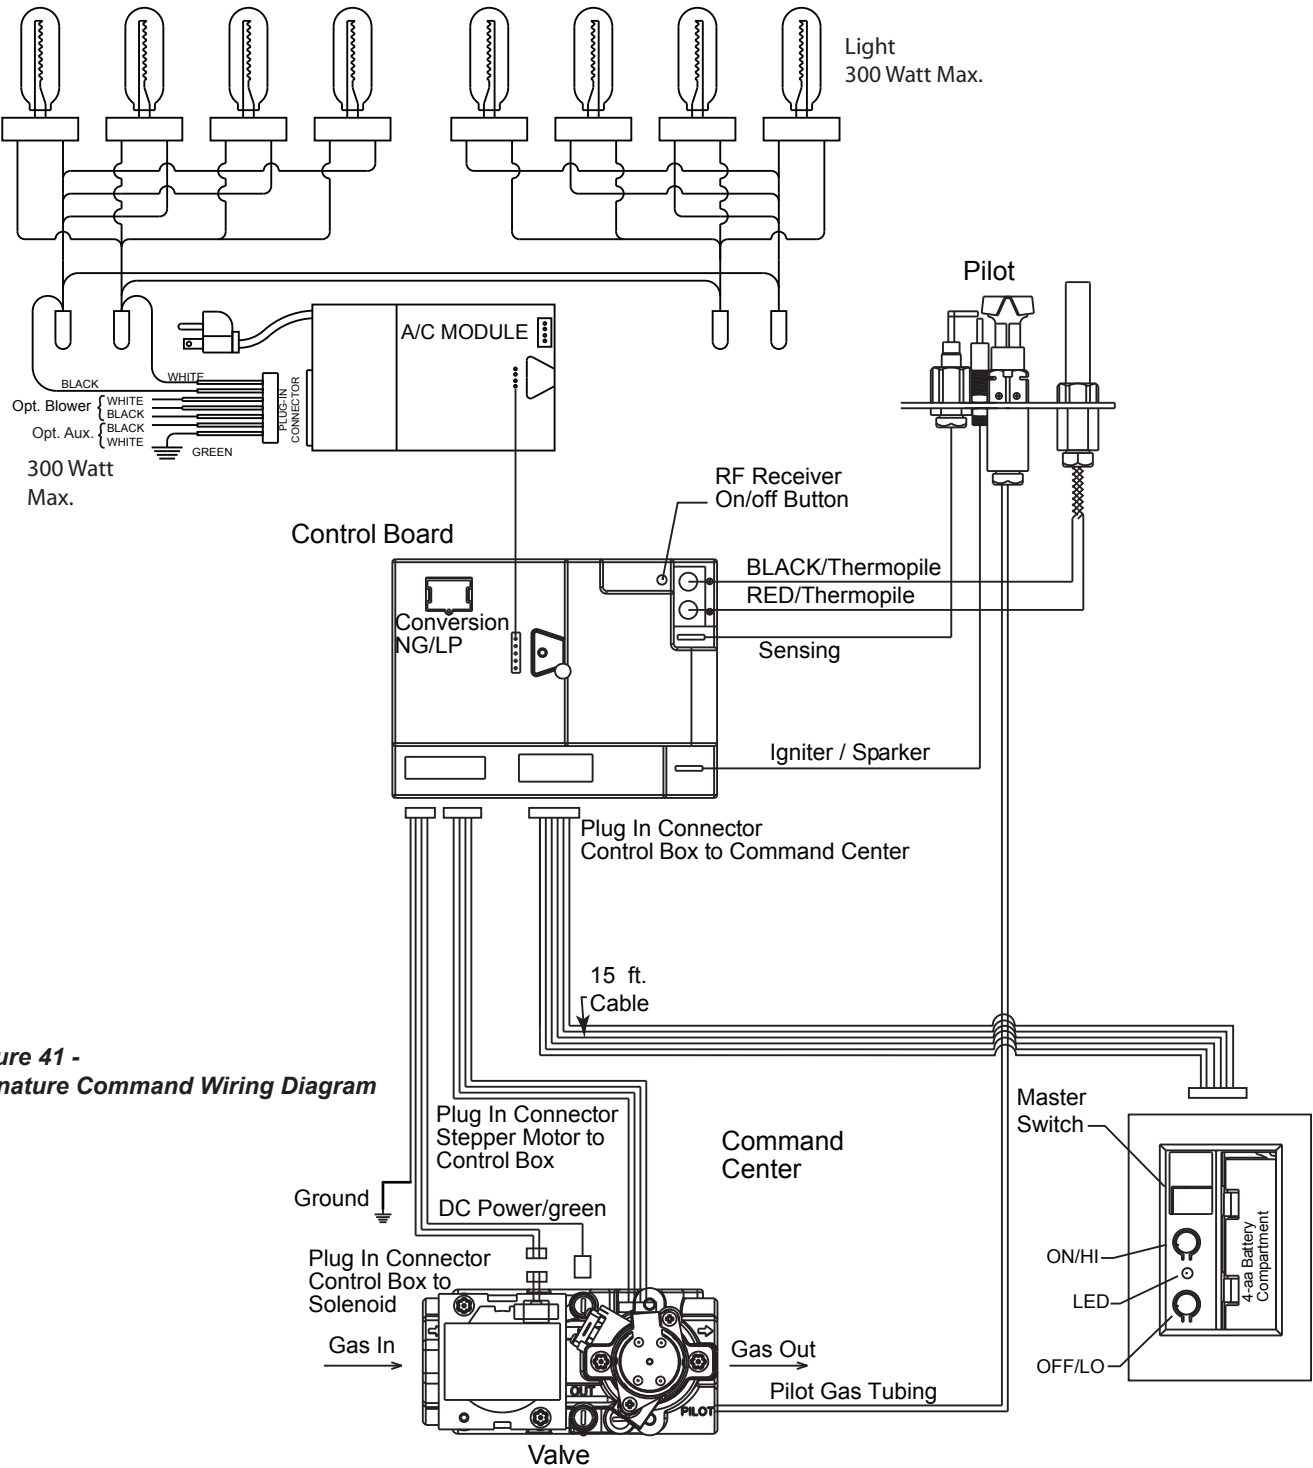 Light
300 Watt Max.
Pilot
A/C MODULE
WHITE
BLACK
PLUG-IN
CONNECTOR
Opt. Blower { WHITE
BLACK
Opt. Aux. { BLACK
WHITE
GREEN
300 Watt
Max.
RF Receiver
On/off Button
Control Board
BLACK/Thermopile
RED/Thermopile
Conversion
NG/LP
Sensing
Igniter / Sparker
Plug In Connector
Control Box to Command Center
15 ft.
Cable
ure 41 -
nature Command Wiring Diagram
Master
Switch
Plug In Connector
Stepper Motor to
Control Box
Command
Center
Ground
DC Power/green
4-aa Battery
Compartment
ON/HI
Plug In Connector
Control Box to
Solenoid
LED
Gas In
Gas Out
OFF/LO
OUT
Pilot Gas Tubing
PILOT
Valve